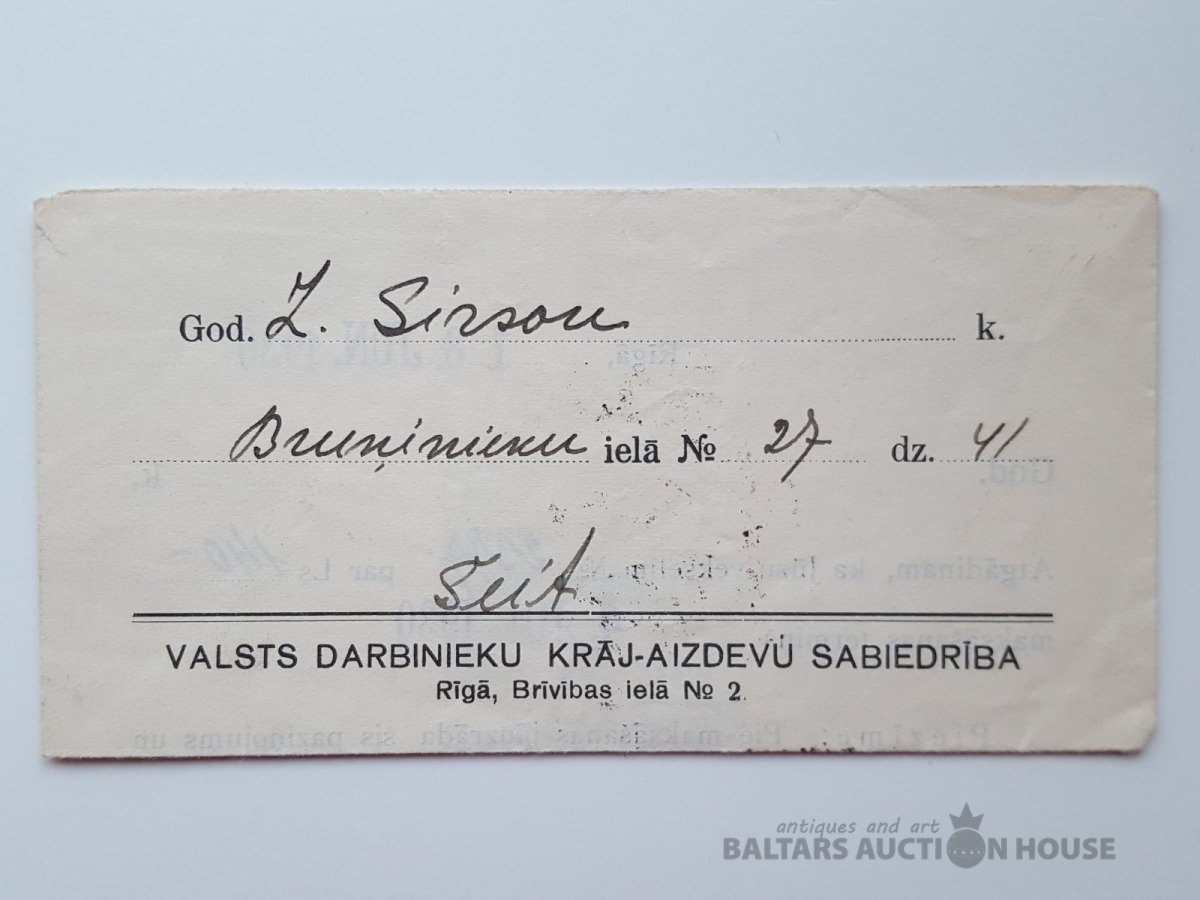 God. Z. Sirson k.
Bruņinieku ielā № 27 dz. 41
Šeit
VALSTS DARBINIEKU KRĀJ-AIZDEVU SABIEDRĪBA
Rīgā, Brīvības ielā № 2.
antiques and art
BALTARS AUCTION HOUSE